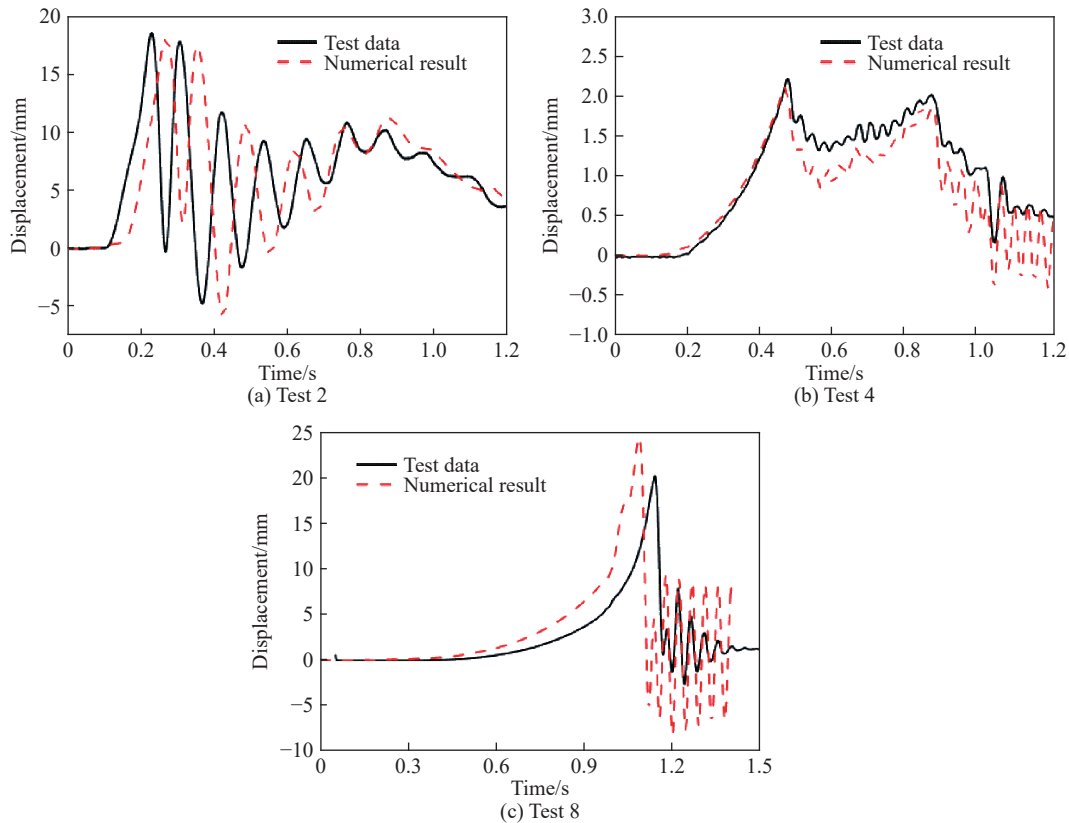 20
15
10
5
0
−5
Displacement/mm
Test data
Numerical result
0
0.2
0.4
0.6
0.8
1.0
1.2
Time/s
(a) Test 2
3.0
2.5
2.0
1.5
1.0
0.5
0
−0.5
−1.0
Displacement/mm
Test data
Numerical result
0
0.2
0.4
0.6
0.8
1.0
1.2
Time/s
(b) Test 4
25
20
15
10
5
0
−5
−10
Displacement/mm
Test data
Numerical result
0
0.3
0.6
0.9
1.2
1.5
Time/s
(c) Test 8